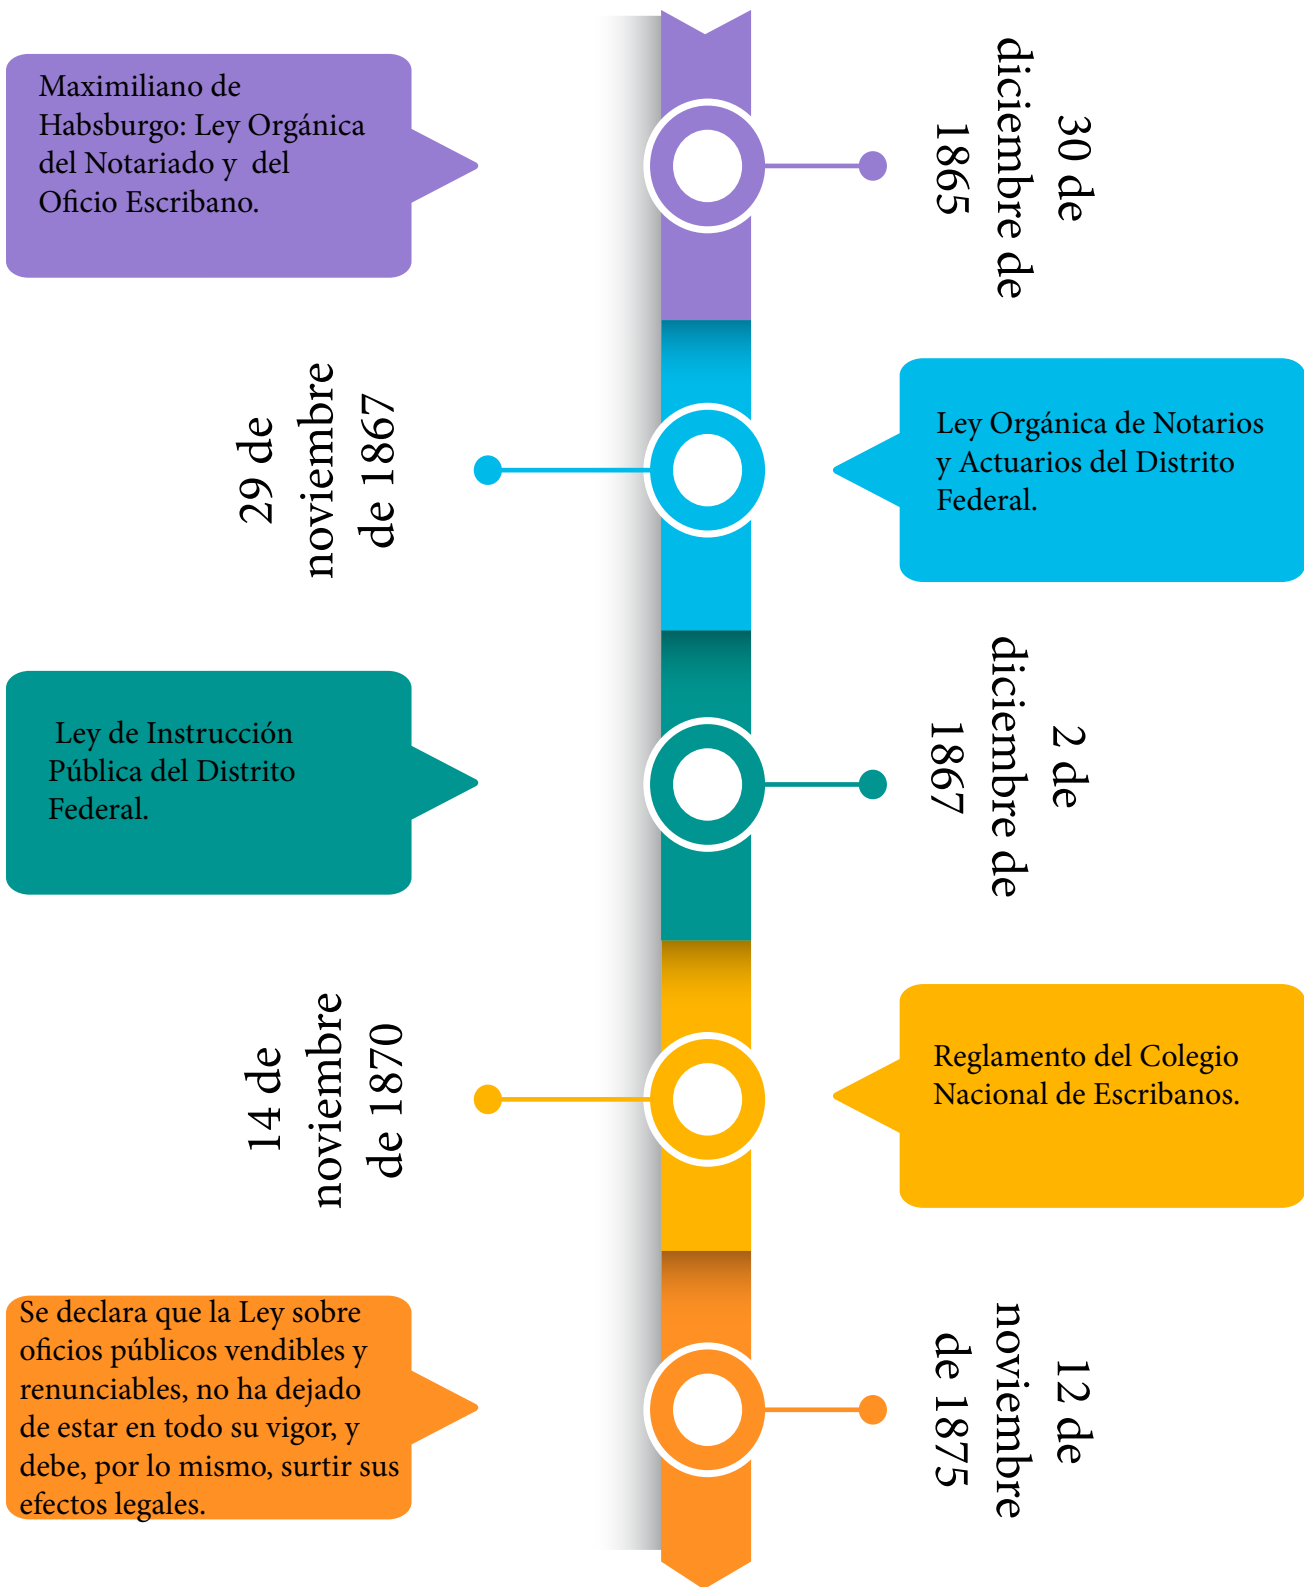 Maximiliano de
Habsburgo: Ley Orgánica
del Notariado y  del
Oficio Escribano.
30 de
diciembre de
1865
29 de
noviembre
de 1867
Ley Orgánica de Notarios
y Actuarios del Distrito
Federal.
Ley de Instrucción
Pública del Distrito
Federal.
2 de
diciembre de
1867
14 de
noviembre
de 1870
Reglamento del Colegio
Nacional de Escribanos.
Se declara que la Ley sobre
oficios públicos vendibles y
renunciables, no ha dejado
de estar en todo su vigor, y
debe, por lo mismo, surtir sus
efectos legales.
12 de
noviembre
de 1875